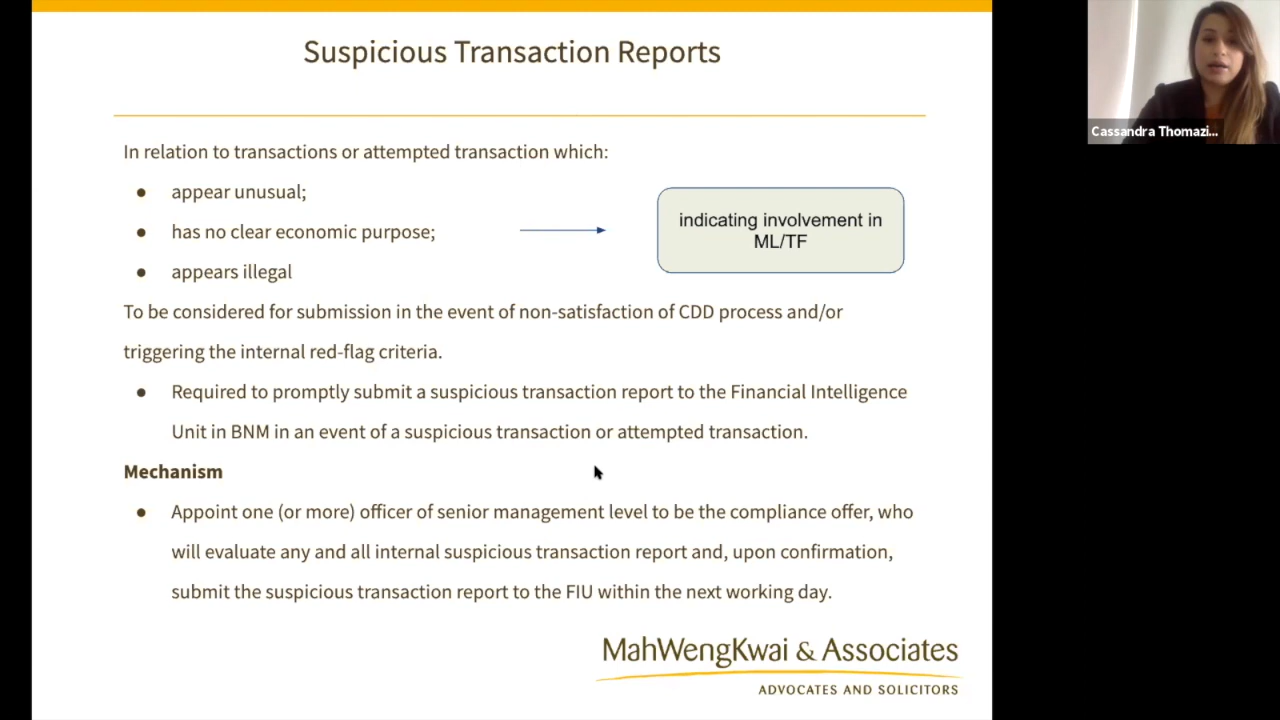 Suspicious Transaction Reports
In relation to transactions or attempted transaction which:
● appear unusual;
● has no clear economic purpose;
● appears illegal
indicating involvement in
ML/TF
To be considered for submission in the event of non-satisfaction of CDD process and/or
triggering the internal red-flag criteria.
● Required to promptly submit a suspicious transaction report to the Financial Intelligence
Unit in BNM in an event of a suspicious transaction or attempted transaction.
Mechanism
● Appoint one (or more) officer of senior management level to be the compliance offer, who
will evaluate any and all internal suspicious transaction report and, upon confirmation,
submit the suspicious transaction report to the FIU within the next working day.
MahWengKwai & Associates
ADVOCATES AND SOLICITORS
Cassandra Thomazi...